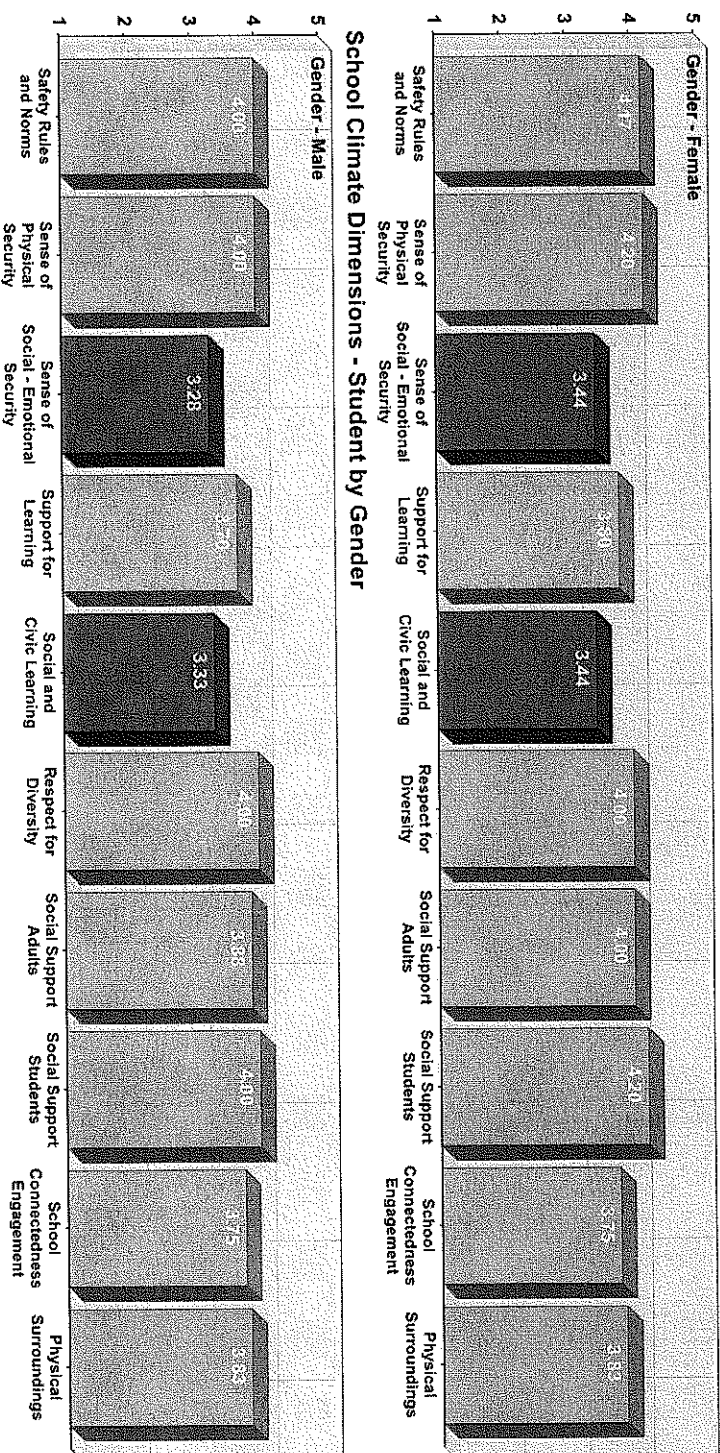 5
4
3
2
1
Gender - Female
3.44
3.44
4.00
4.00
4.20
3.75
3.83
Safety Rules
and Norms
Sense of
Physical
Security
Sense of
Social - Emotional
Security
Support for
Learning
Social and
Civic Learning
Respect for
Diversity
Social Support
Adults
Social Support
Students
School
Connectedness
Engagement
Physical
Surroundings
School Climate Dimensions - Student by Gender
5
4
3
2
1
Gender - Male
4.00
4.00
3.28
3.33
4.00
3.75
3.83
Safety Rules
and Norms
Sense of
Physical
Security
Sense of
Social - Emotional
Security
Support for
Learning
Social and
Civic Learning
Respect for
Diversity
Social Support
Adults
Social Support
Students
School
Connectedness
Engagement
Physical
Surroundings